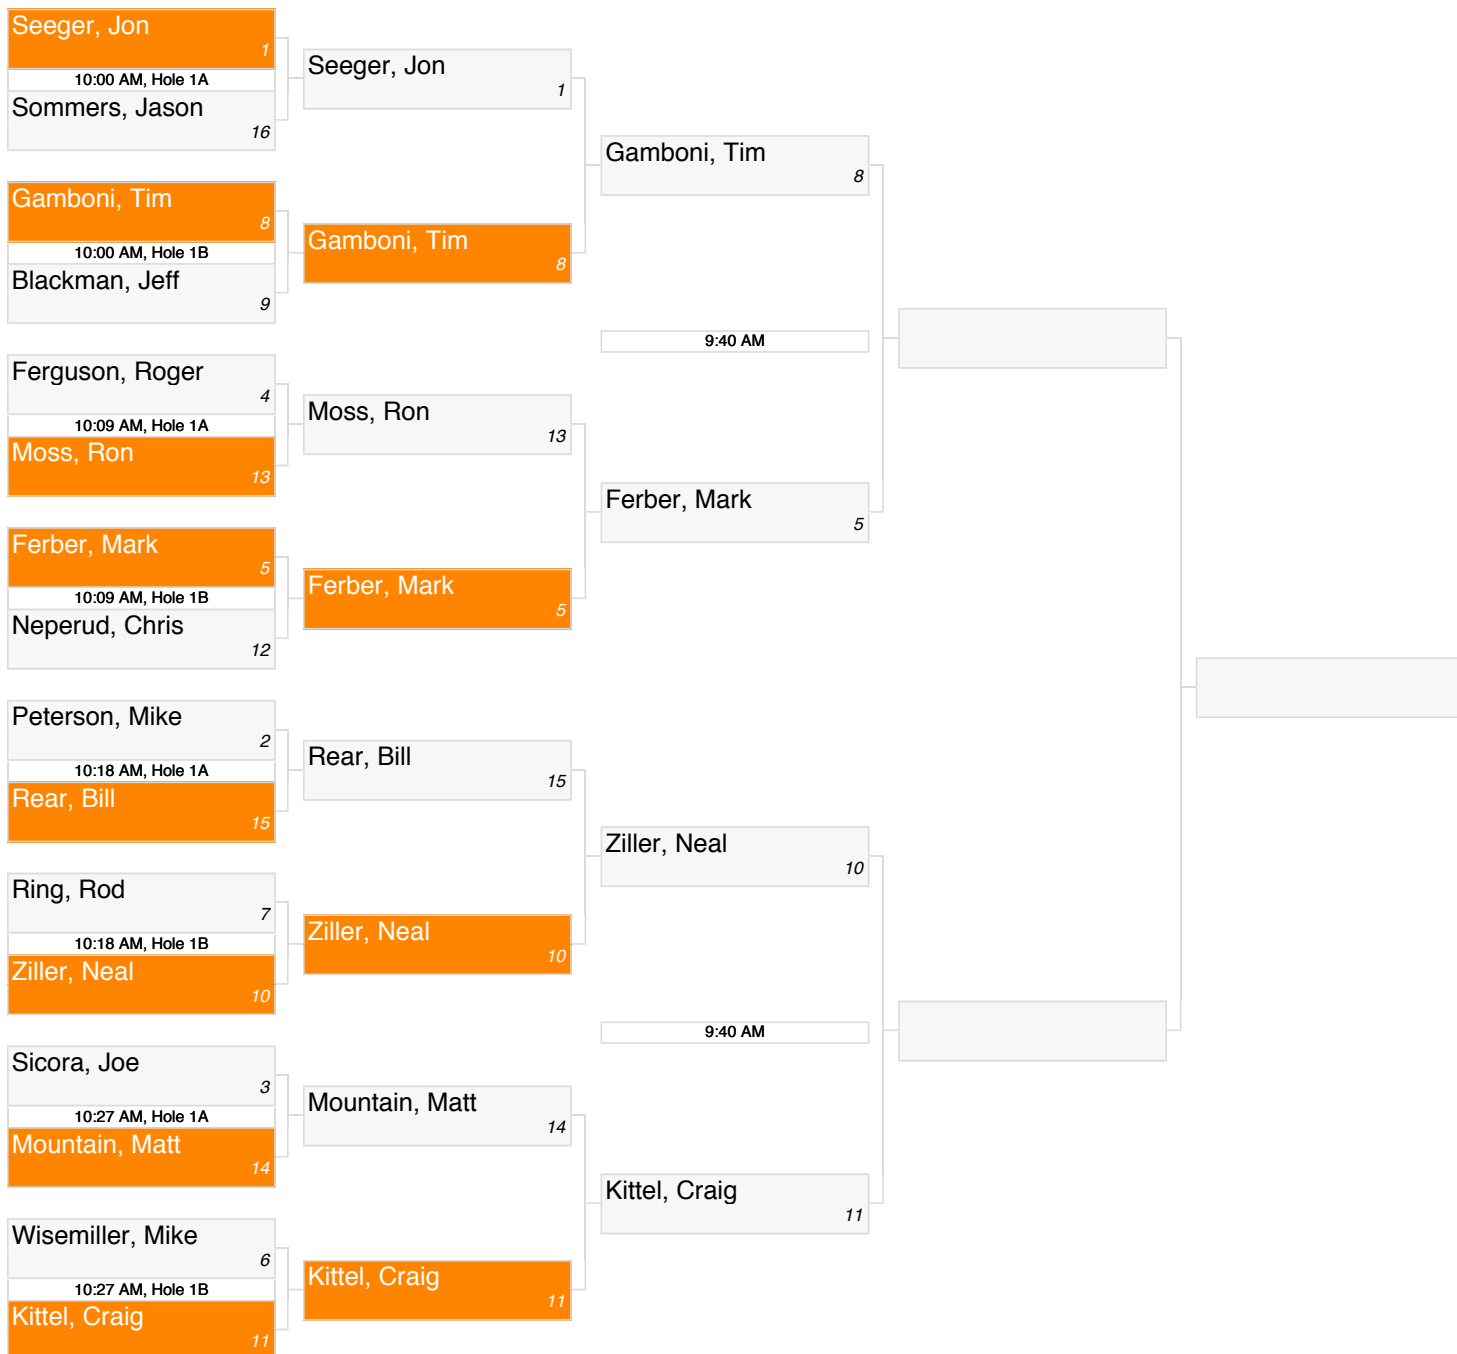 Seeger, Jon
1
10:00 AM, Hole 1A
Sommers, Jason
16
Gamboni, Tim
8
10:00 AM, Hole 1B
Blackman, Jeff
9
Ferguson, Roger
4
10:09 AM, Hole 1A
Moss, Ron
13
Ferber, Mark
5
10:09 AM, Hole 1B
Neperud, Chris
12
Peterson, Mike
2
10:18 AM, Hole 1A
Rear, Bill
15
Ring, Rod
7
10:18 AM, Hole 1B
Ziller, Neal
10
Sicora, Joe
3
10:27 AM, Hole 1A
Mountain, Matt
14
Wisemiller, Mike
6
10:27 AM, Hole 1B
Kittel, Craig
11
Seeger, Jon
1
Gamboni, Tim
8
Moss, Ron
13
Ferber, Mark
5
Rear, Bill
15
Ziller, Neal
10
Mountain, Matt
14
Kittel, Craig
11
Gamboni, Tim
8
9:40 AM
Ferber, Mark
5
Ziller, Neal
10
9:40 AM
Kittel, Craig
11